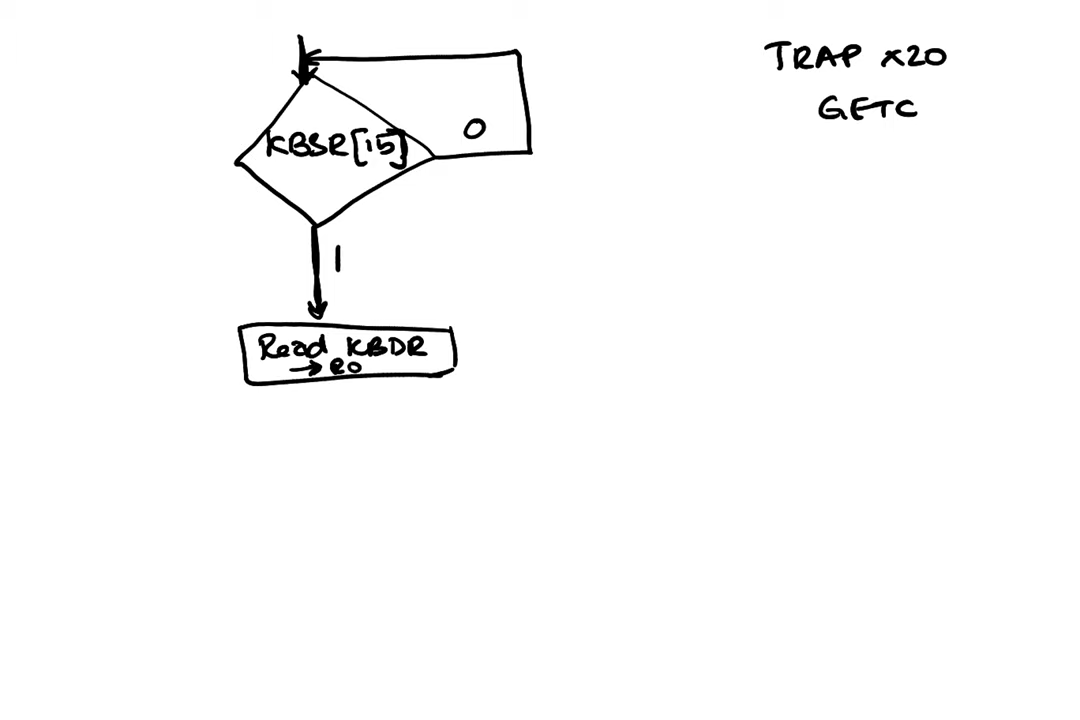 TRAP x20
GETC
KBSR[15]
0
1
Read KBDR
→ R0